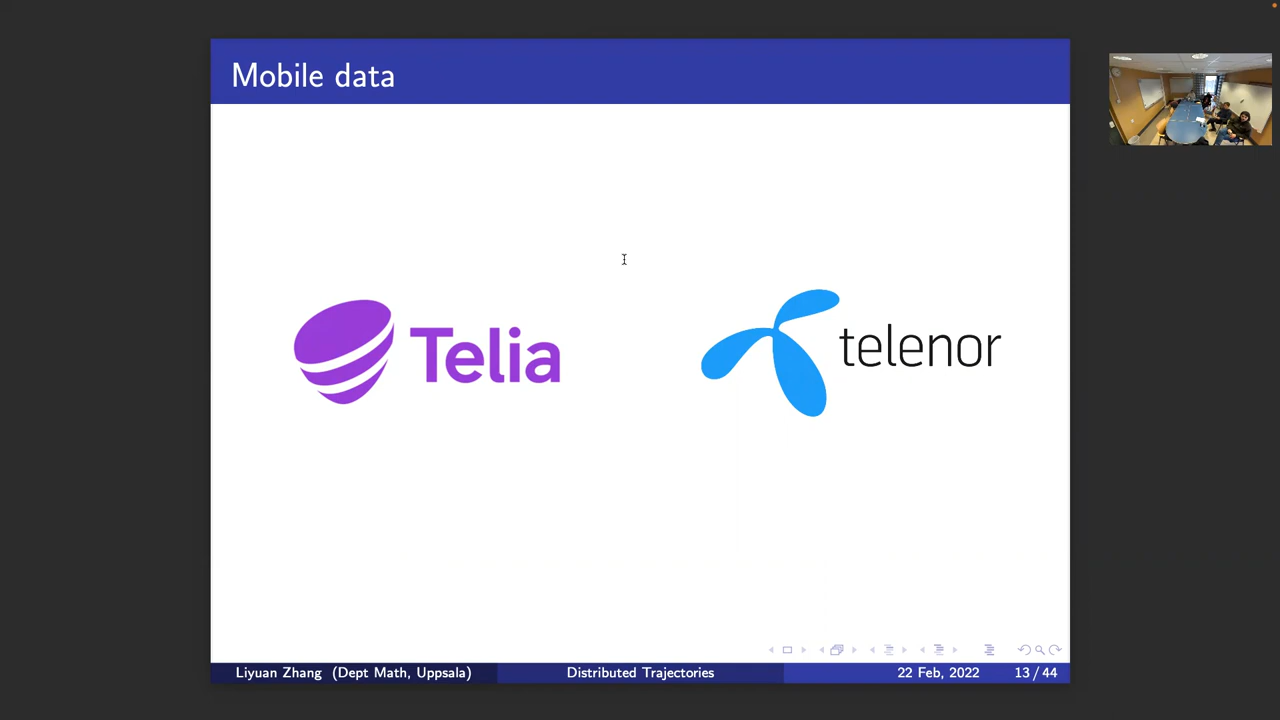 Mobile data
Telia
telenor
Liyuan Zhang (Dept Math, Uppsala)
Distributed Trajectories
22 Feb, 2022
13 / 44